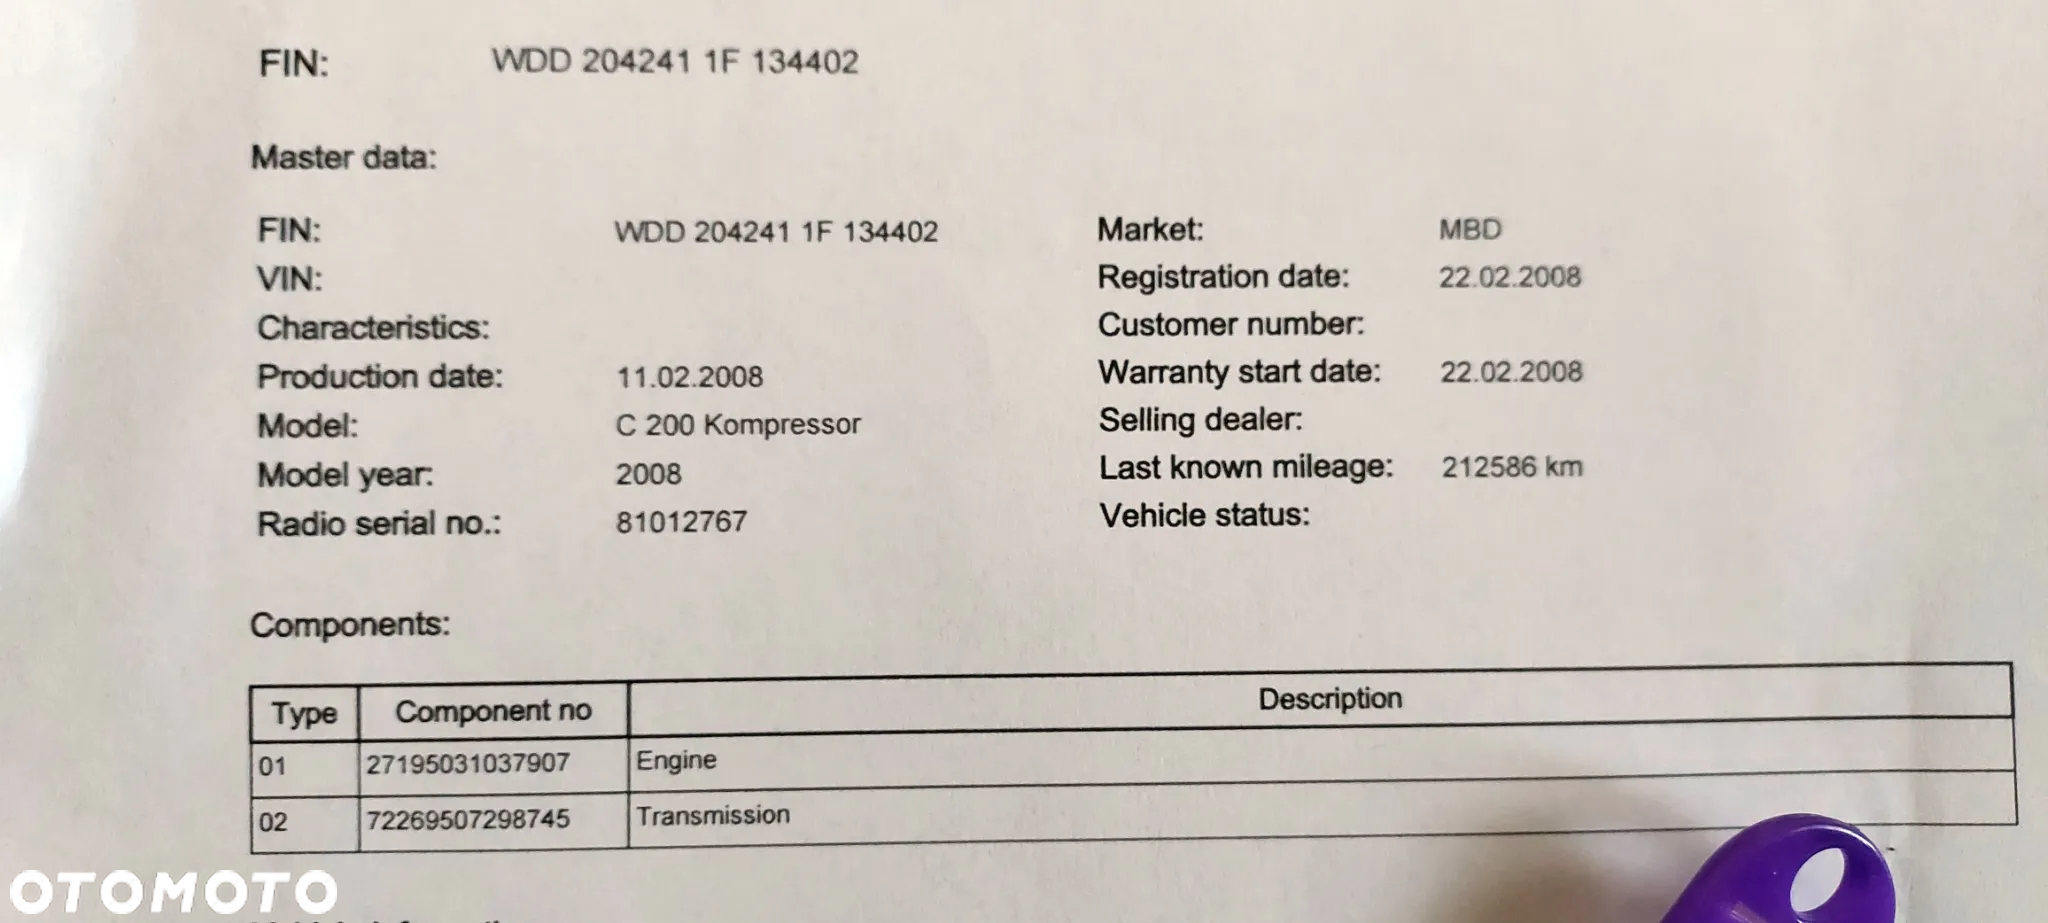 FIN: WDD 204241 1F 134402
Master data:
FIN: WDD 204241 1F 134402
VIN:
Characteristics:
Production date: 11.02.2008
Model: C 200 Kompressor
Model year: 2008
Radio serial no.: 81012767
Market: MBD
Registration date: 22.02.2008
Customer number:
Warranty start date: 22.02.2008
Selling dealer:
Last known mileage: 212586 km
Vehicle status:
Components:
Type Component no Description
01 27195031037907 Engine
02 72269507298745 Transmission
OTOMOTO